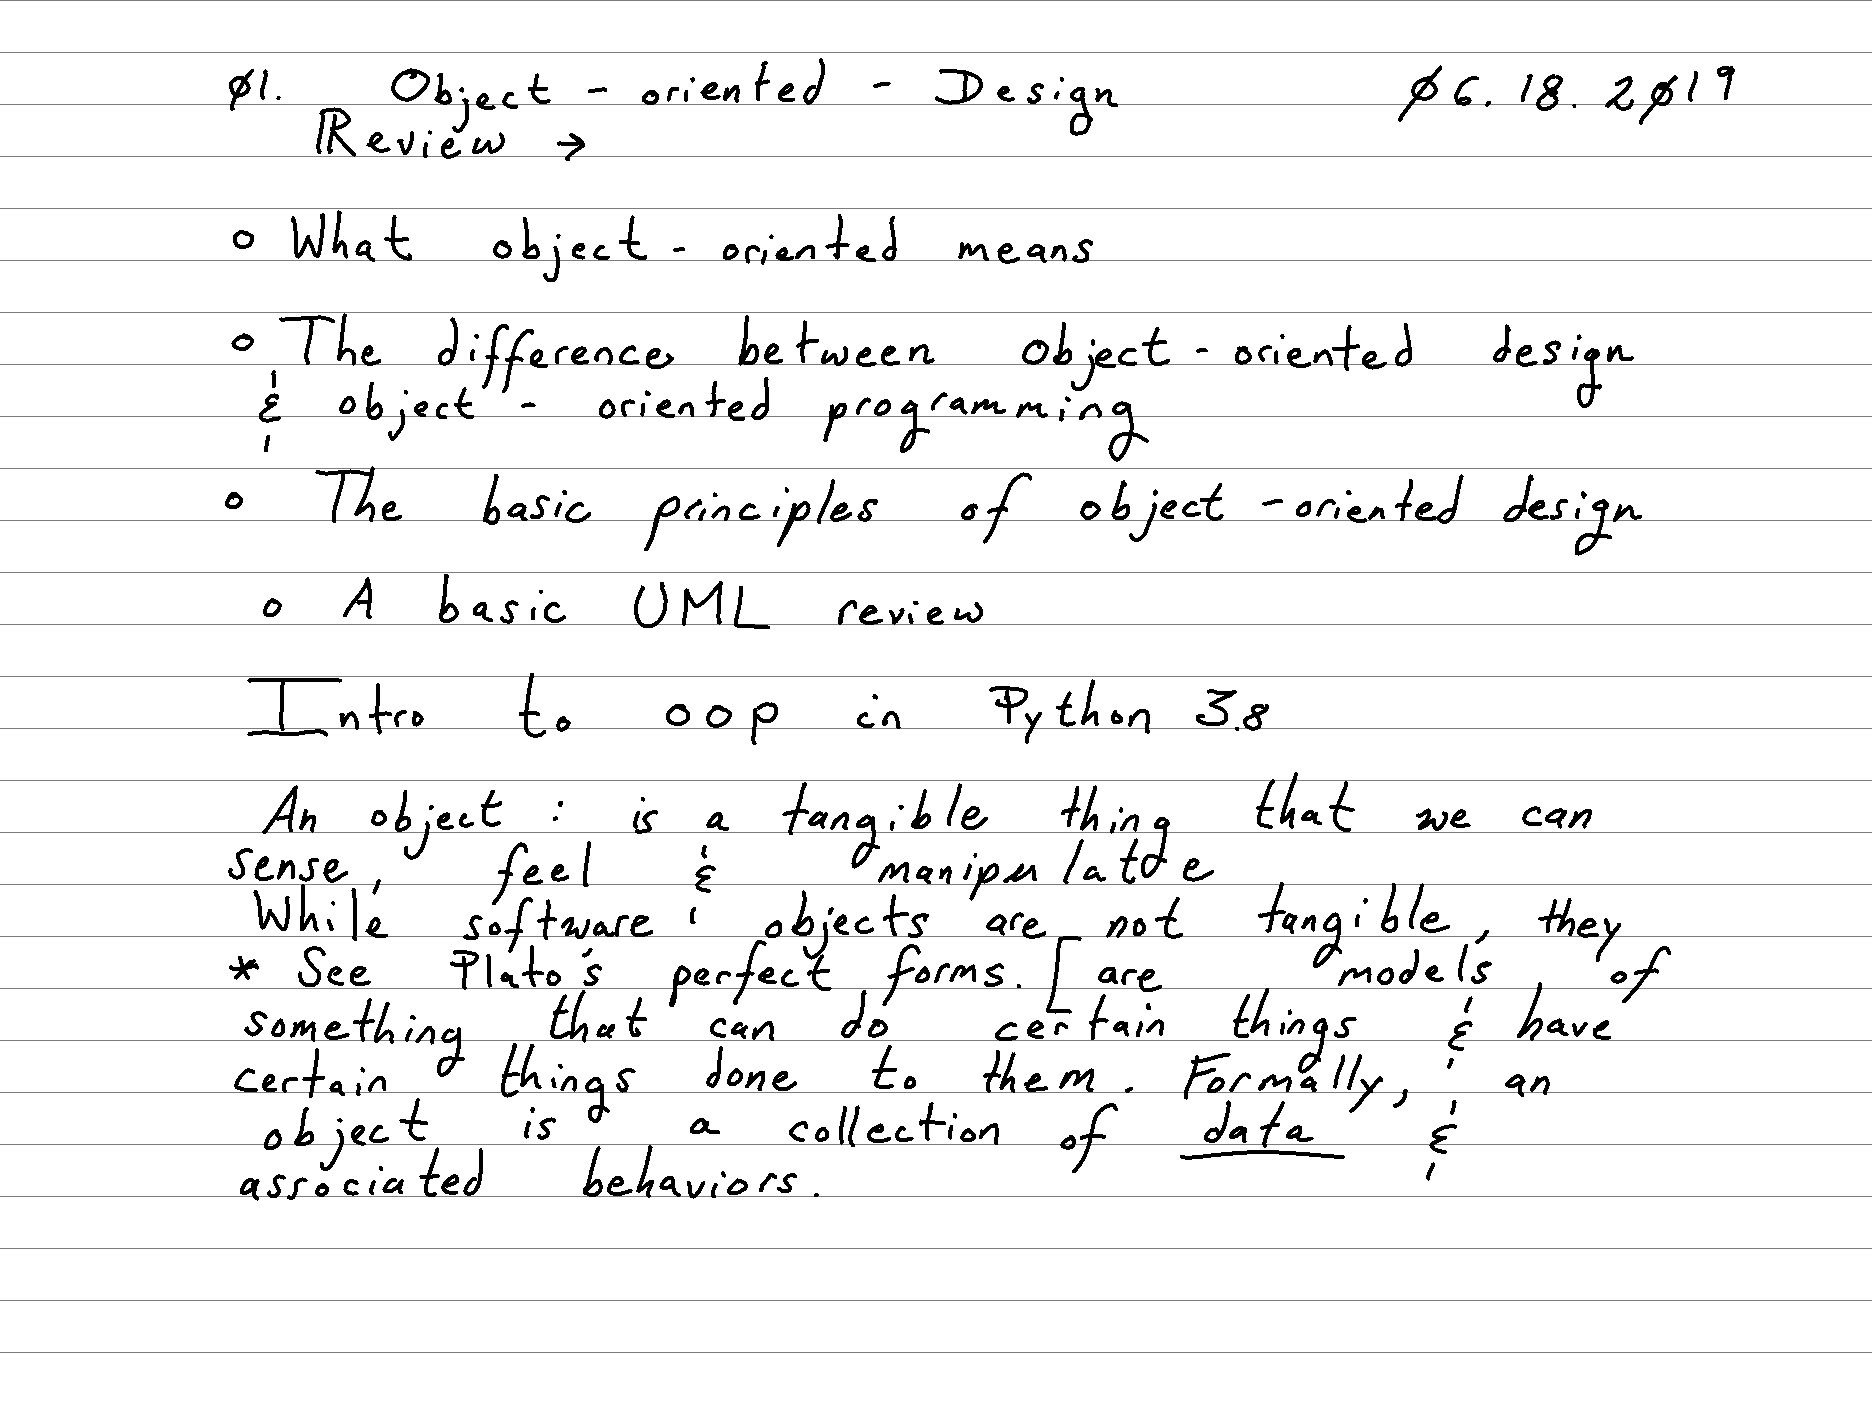 Ø1. Object - oriented - Design Ø6. 18. 2Ø19
Review →
o What object - oriented means
o The difference between object - oriented design
& object - oriented programming
o The basic principles of object - oriented design
o A basic UML review
Intro to oop in Python 3.8
An object : is a tangible thing that we can
sense, feel & manipulatde
While software objects are not tangible, they
* See Plato's perfect forms. [ are models of
something that can do certain things & have
certain things done to them. Formally, an
object is a collection of data &
associated behaviors.